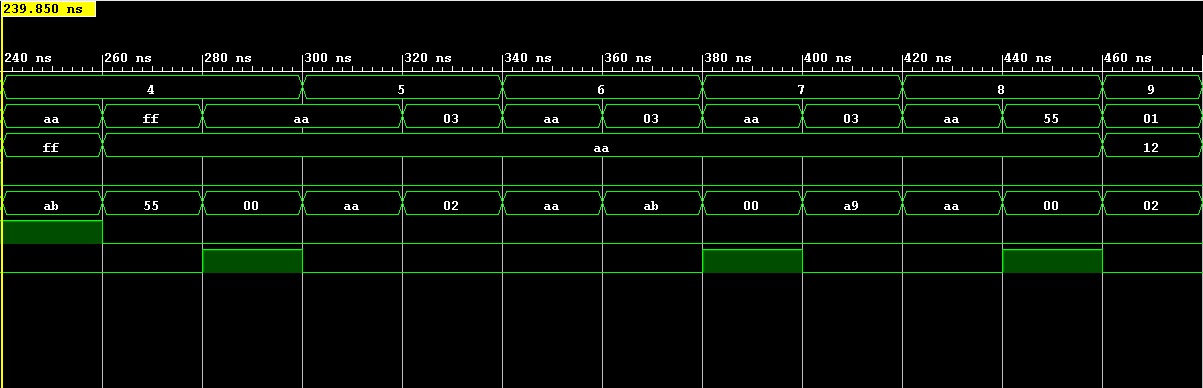 239.850 ns
240 ns 260 ns 280 ns 300 ns 320 ns 340 ns 360 ns 380 ns 400 ns 420 ns 440 ns 460 ns
4 5 6 7 8 9
aa ff aa 03 aa 03 aa 03 aa 55 01
ff aa 12
ab 55 00 aa 02 aa ab 00 a9 aa 00 02